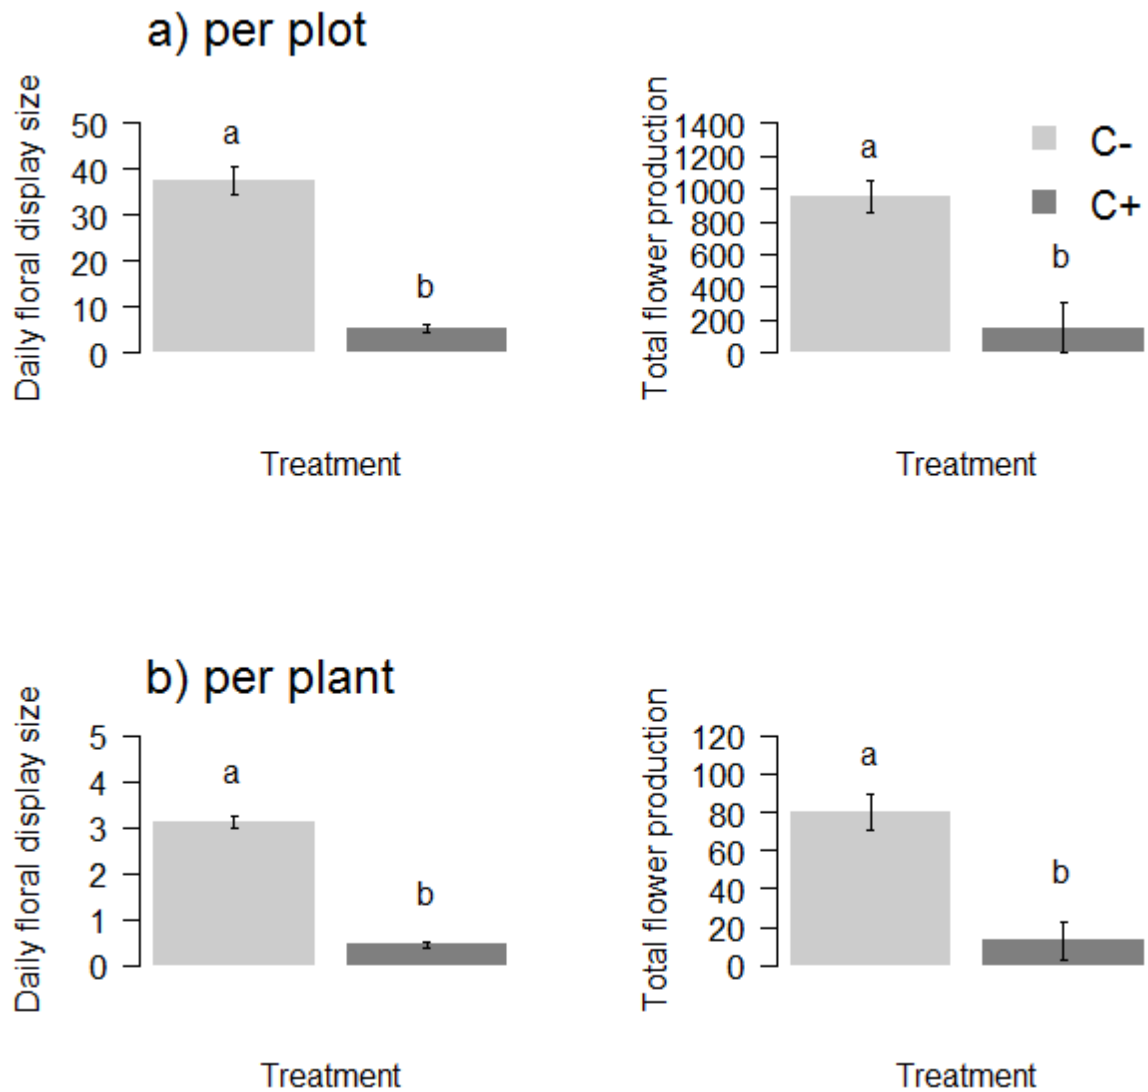 a) per plot
Daily floral display size
50
40
30
20
10
0
a
b
Treatment
Total flower production
1400
1200
1000
800
600
400
200
0
a
b
C-
C+
Treatment
b) per plant
Daily floral display size
5
4
3
2
1
0
a
b
Treatment
Total flower production
120
100
80
60
40
20
0
a
b
Treatment